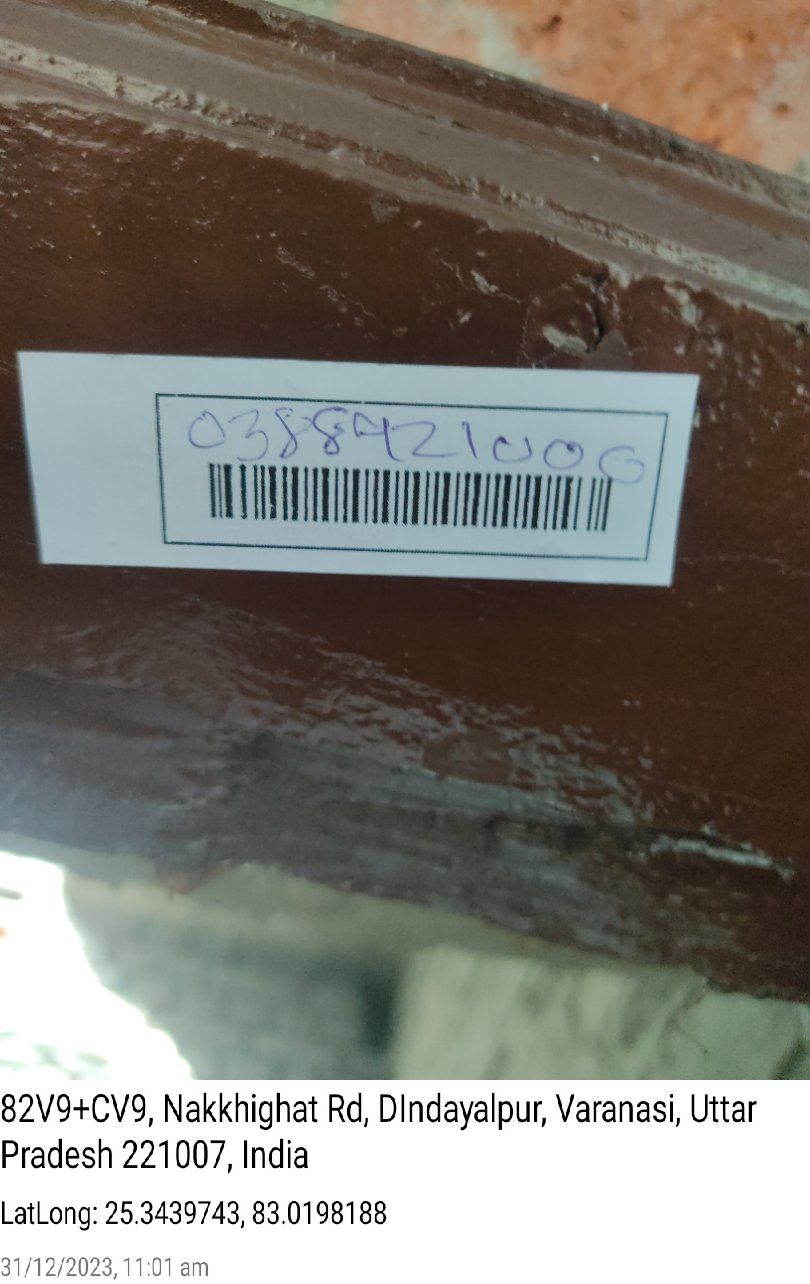 0388421000
82V9+CV9, Nakkhighat Rd, DIndayalpur, Varanasi, Uttar
Pradesh 221007, India
LatLong: 25.3439743, 83.0198188
31/12/2023, 11:01 am